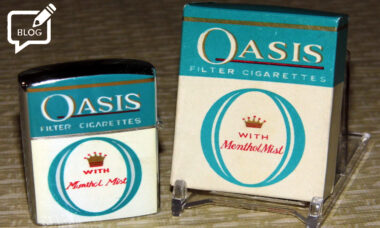 BLOG
OASIS
FILTER CIGARETTES
WITH
Menthol Mist
OASIS
FILTER CIGARETTES
WITH
Menthol Mist